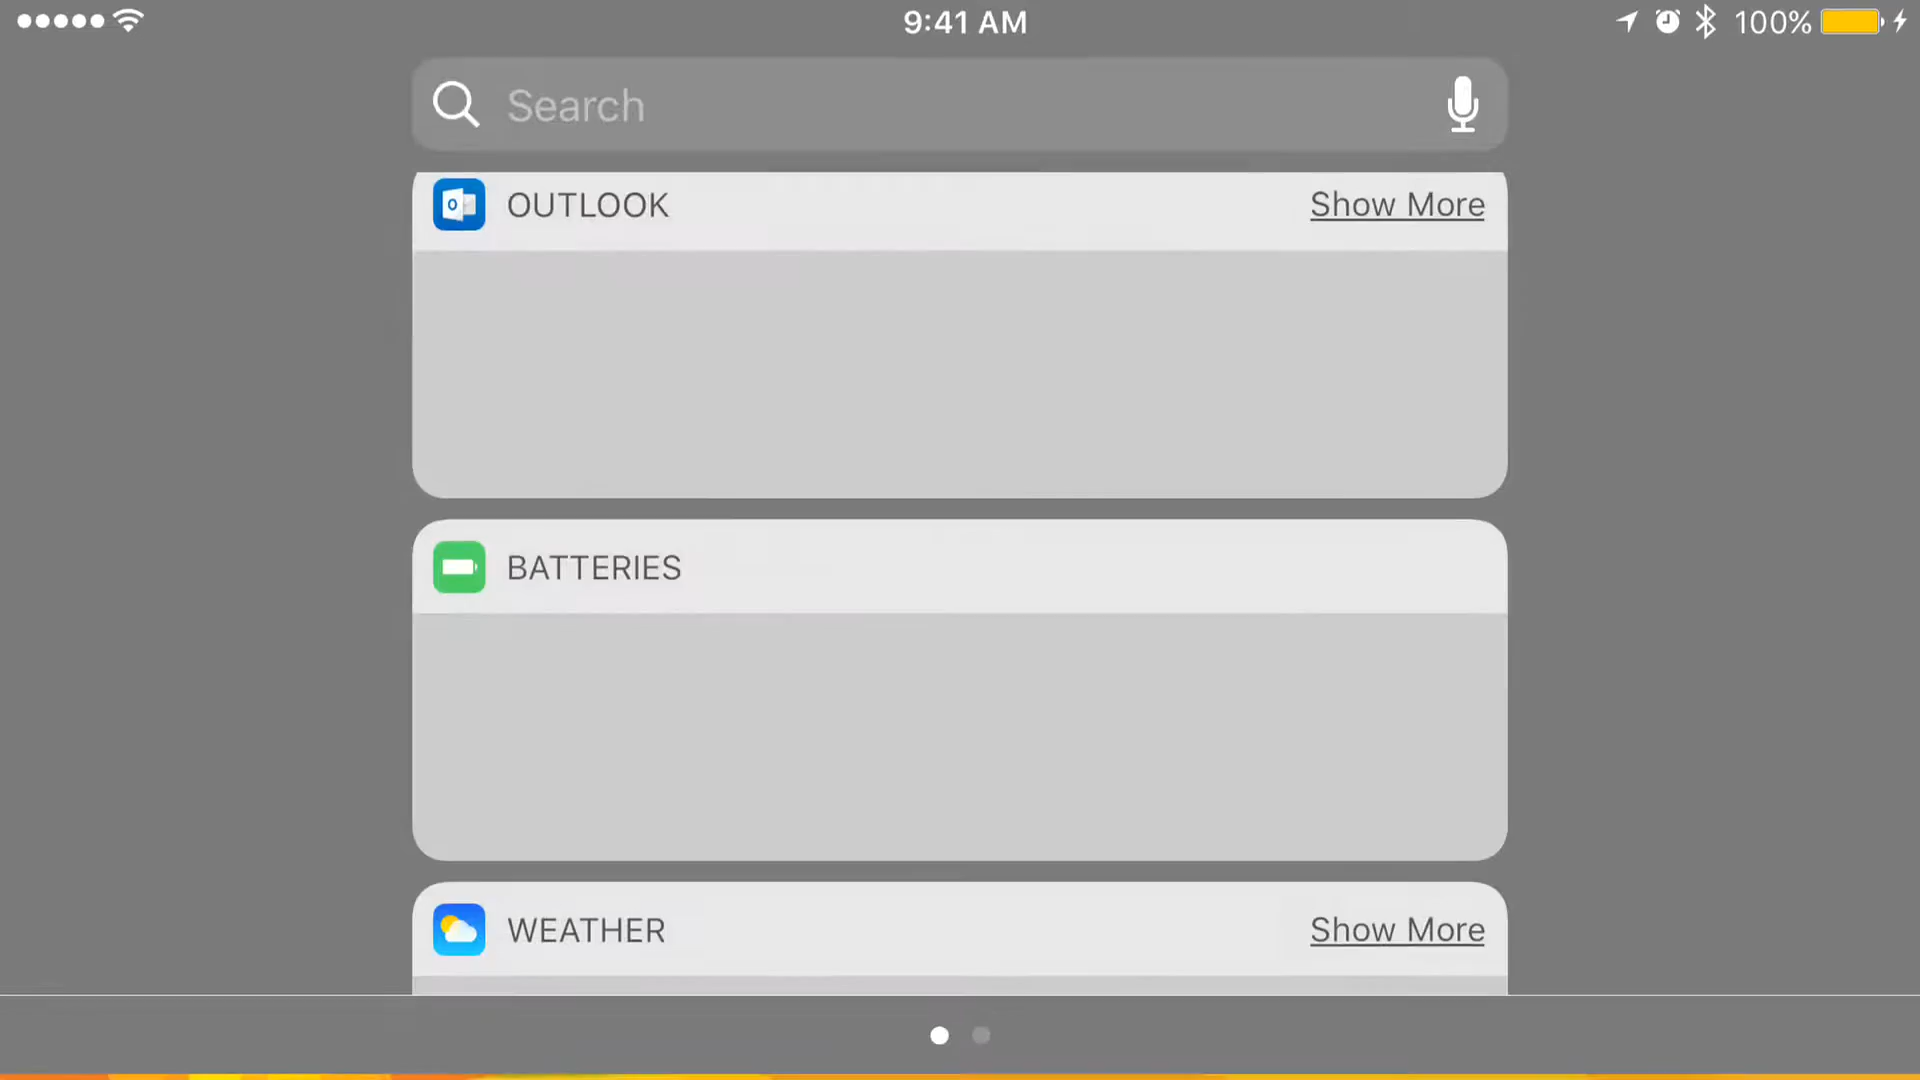 9:41 AM
100%
Search
OUTLOOK
Show More
BATTERIES
WEATHER
Show More